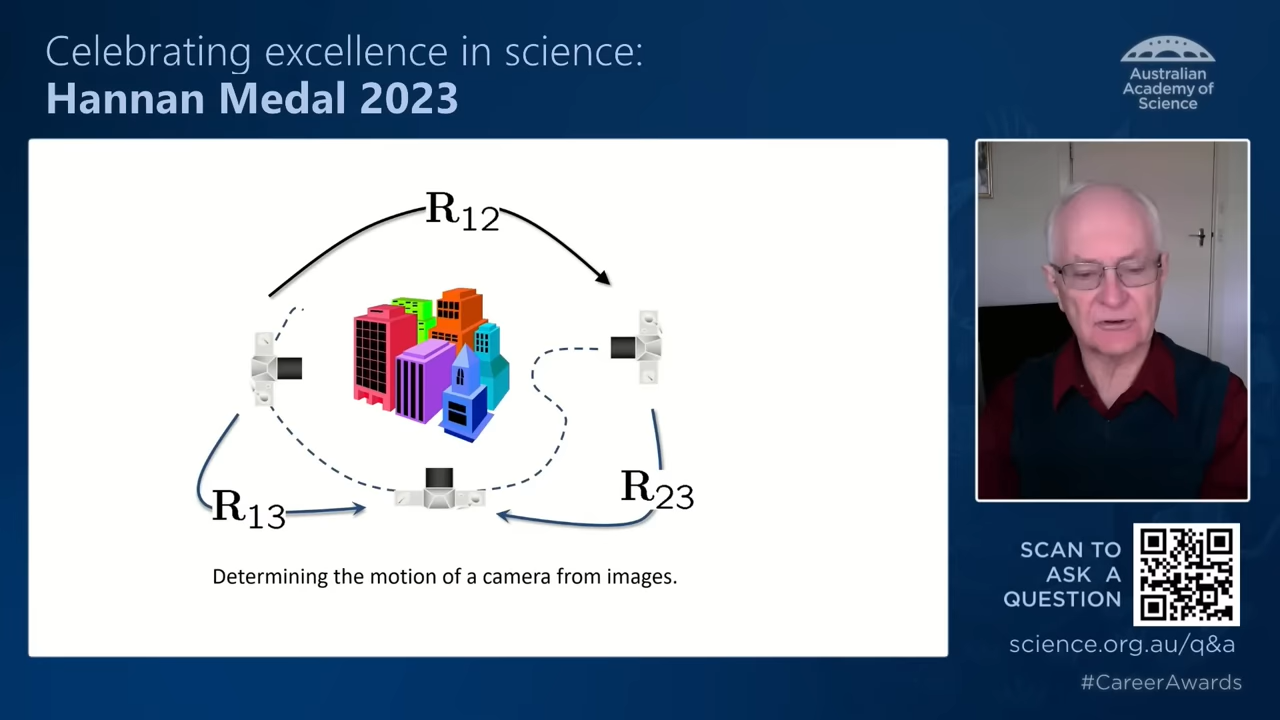 Celebrating excellence in science:
Hannan Medal 2023
Australian
Academy of
Science
R12
R13
R23
Determining the motion of a camera from images.
SCAN TO
ASK A
QUESTION
science.org.au/q&a
#CareerAwards